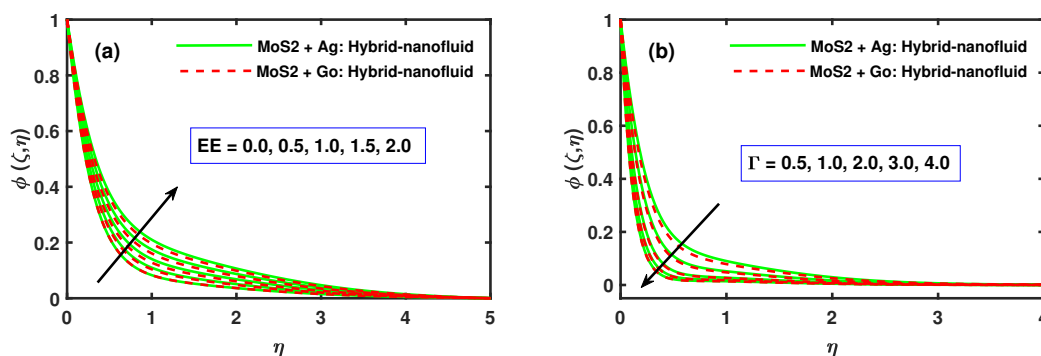 (a)
MoS2 + Ag: Hybrid-nanofluid
MoS2 + Go: Hybrid-nanofluid
EE = 0.0, 0.5, 1.0, 1.5, 2.0
ϕ (ζ,η)
1
0.8
0.6
0.4
0.2
0
0 1 2 3 4 5
η
(b)
MoS2 + Ag: Hybrid-nanofluid
MoS2 + Go: Hybrid-nanofluid
Γ = 0.5, 1.0, 2.0, 3.0, 4.0
ϕ (ζ,η)
1
0.8
0.6
0.4
0.2
0
0 1 2 3 4
η